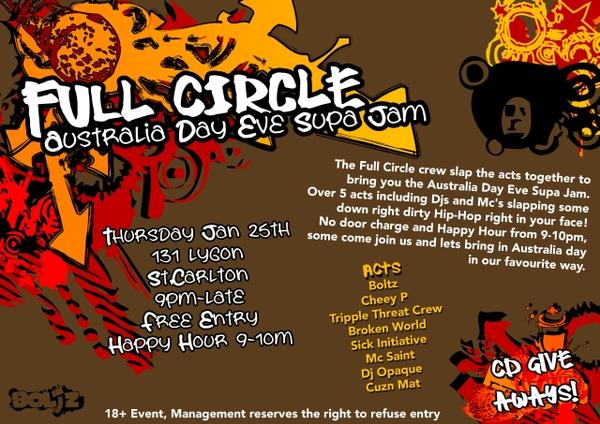 Full Circle
Australia Day Eve Supa Jam
The Full Circle crew slap the acts together to
bring you the Australia Day Eve Supa Jam.
Over 5 acts including Djs and Mc's slapping some
down right dirty Hip-Hop right in your face!
No door charge and Happy Hour from 9-10pm,
some come join us and lets bring in Australia day
in our favourite way.
Thursday Jan 25th
131 Lygon
St.Carlton
9pm-Late
Free Entry
Happy Hour 9-10m
Acts
Boltz
Cheey P
Tripple Threat Crew
Broken World
Sick Initiative
Mc Saint
Dj Opaque
Cuzn Mat
CD Give
Aways!
Boltz
18+ Event, Management reserves the right to refuse entry